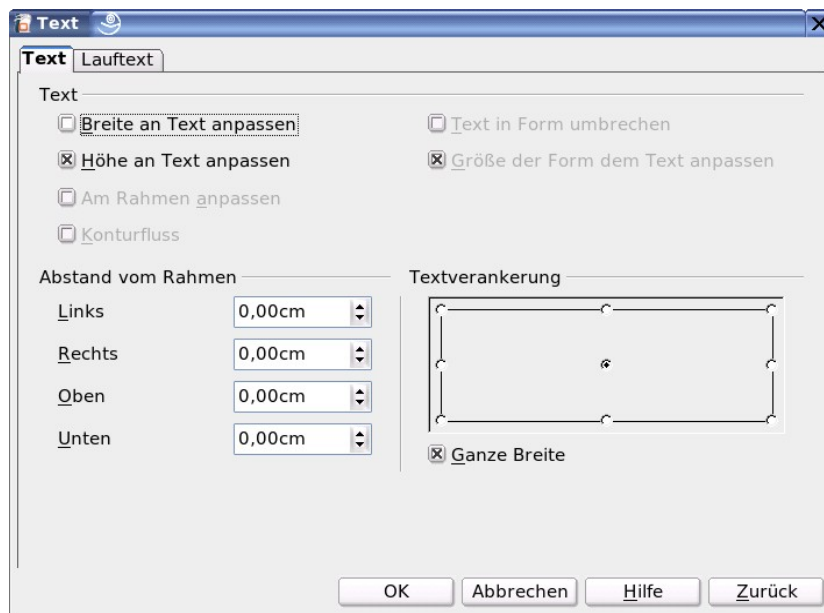 Text
Text Lauftext
Text
Breite an Text anpassen
Höhe an Text anpassen
Am Rahmen anpassen
Konturfluss
Text in Form umbrechen
Größe der Form dem Text anpassen
Abstand vom Rahmen
Links 0,00cm
Rechts 0,00cm
Oben 0,00cm
Unten 0,00cm
Textverankerung
Ganze Breite
OK Abbrechen Hilfe Zurück